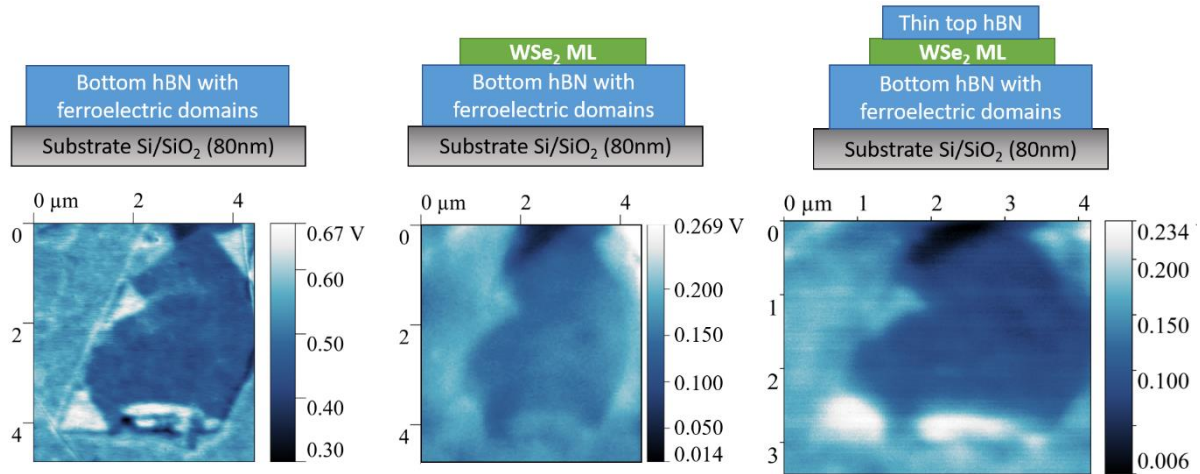 Bottom hBN with
ferroelectric domains
Substrate Si/SiO₂ (80nm)
0 µm 2 4
0
2
4
0.67 V
0.60
0.50
0.40
0.30
WSe₂ ML
Bottom hBN with
ferroelectric domains
Substrate Si/SiO₂ (80nm)
0 µm 2 4
0
2
4
0.269 V
0.200
0.150
0.100
0.050
0.014
Thin top hBN
WSe₂ ML
Bottom hBN with
ferroelectric domains
Substrate Si/SiO₂ (80nm)
0 µm 1 2 3 4
0
1
2
3
0.234
0.200
0.150
0.100
0.006